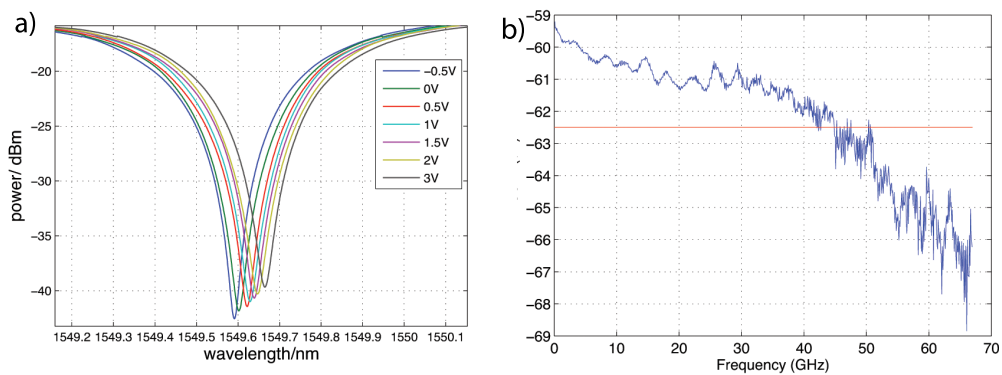 a)
−20
−25
−30
−35
−40
power/ dBm
1549.2 1549.3 1549.4 1549.5 1549.6 1549.7 1549.8 1549.9 1550 1550.1
wavelength/nm
−0.5V
0V
0.5V
1V
1.5V
2V
3V
b)
−59
−60
−61
−62
−63
−64
−65
−66
−67
−68
−69
0 10 20 30 40 50 60 70
Frequency (GHz)